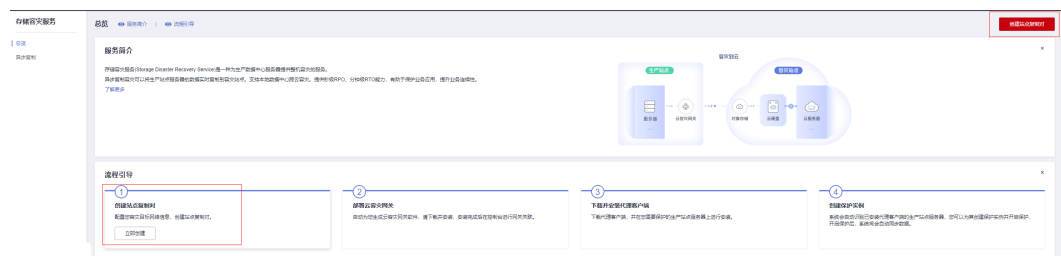 存储容灾服务
总览
异步复制
总览 服务简介 | 流程引导
创建站点复制对
服务简介
存储容灾服务(Storage Disaster Recovery Service)是一种为生产数据中心服务器提供整机容灾的服务。
异步复制容灾可以将生产站点服务器的数据实时复制到容灾站点。支持本地数据中心跨云容灾。提供秒级RPO、分钟级RTO能力，有助于保护业务应用，提升业务连续性。
了解更多
容灾到云
生产站点
容灾站点
服务器
云容灾网关
对象存储
云硬盘
云服务器
流程引导
1
创建站点复制对
配置您容灾目标网络信息，创建站点复制对。
立即创建
2
部署云容灾网关
自动为您生成云容灾网关软件，请下载并安装，安装完成后在控制台进行网关关联。
3
下载并安装代理客户端
下载代理客户端，并在您需要保护的生产站点服务器上进行安装。
4
创建保护实例
系统会自动识别已安装代理客户端的生产站点服务器，您可以为其创建保护实例并开启保护，
开启保护后，系统将会自动同步数据。